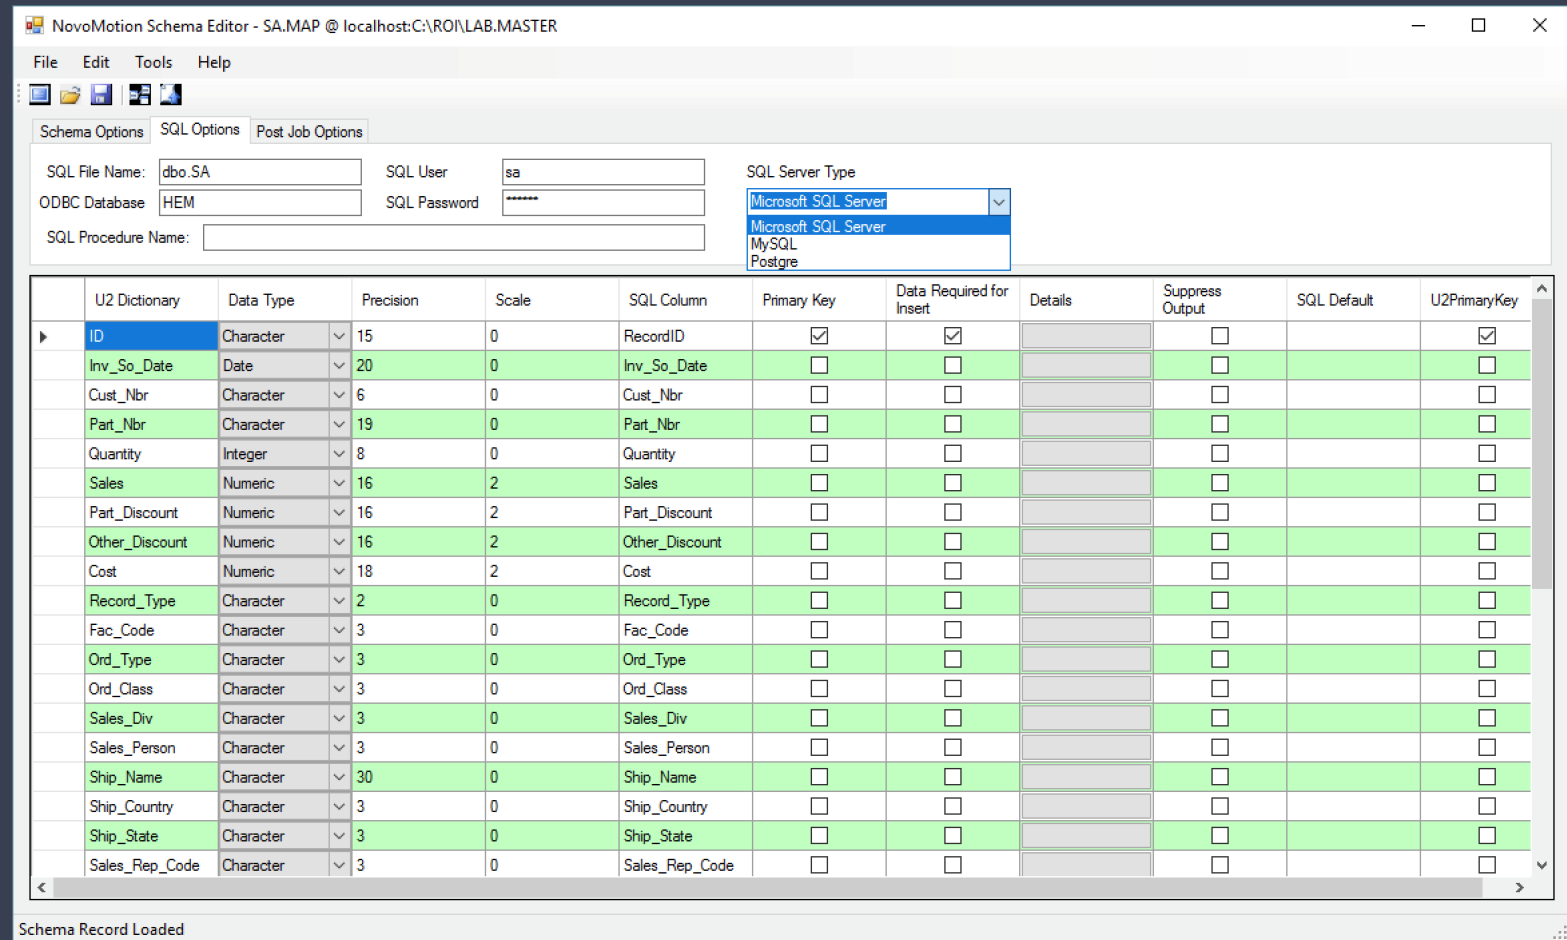 NovoMotion Schema Editor - SA.MAP @ localhost:C:\ROI\LAB.MASTER
File Edit Tools Help
Schema Options SQL Options Post Job Options
SQL File Name: dbo.SA SQL User sa SQL Server Type
ODBC Database HEM SQL Password ****** Microsoft SQL Server
Microsoft SQL Server
SQL Procedure Name: MySQL
Postgre
U2 Dictionary Data Type Precision Scale SQL Column Primary Key Data Required for Insert Details Suppress Output SQL Default U2PrimaryKey
ID Character 15 0 RecordID
Inv_So_Date Date 20 0 Inv_So_Date
Cust_Nbr Character 6 0 Cust_Nbr
Part_Nbr Character 19 0 Part_Nbr
Quantity Integer 8 0 Quantity
Sales Numeric 16 2 Sales
Part_Discount Numeric 16 2 Part_Discount
Other_Discount Numeric 16 2 Other_Discount
Cost Numeric 18 2 Cost
Record_Type Character 2 0 Record_Type
Fac_Code Character 3 0 Fac_Code
Ord_Type Character 3 0 Ord_Type
Ord_Class Character 3 0 Ord_Class
Sales_Div Character 3 0 Sales_Div
Sales_Person Character 3 0 Sales_Person
Ship_Name Character 30 0 Ship_Name
Ship_Country Character 3 0 Ship_Country
Ship_State Character 3 0 Ship_State
Sales_Rep_Code Character 3 0 Sales_Rep_Code
Schema Record Loaded